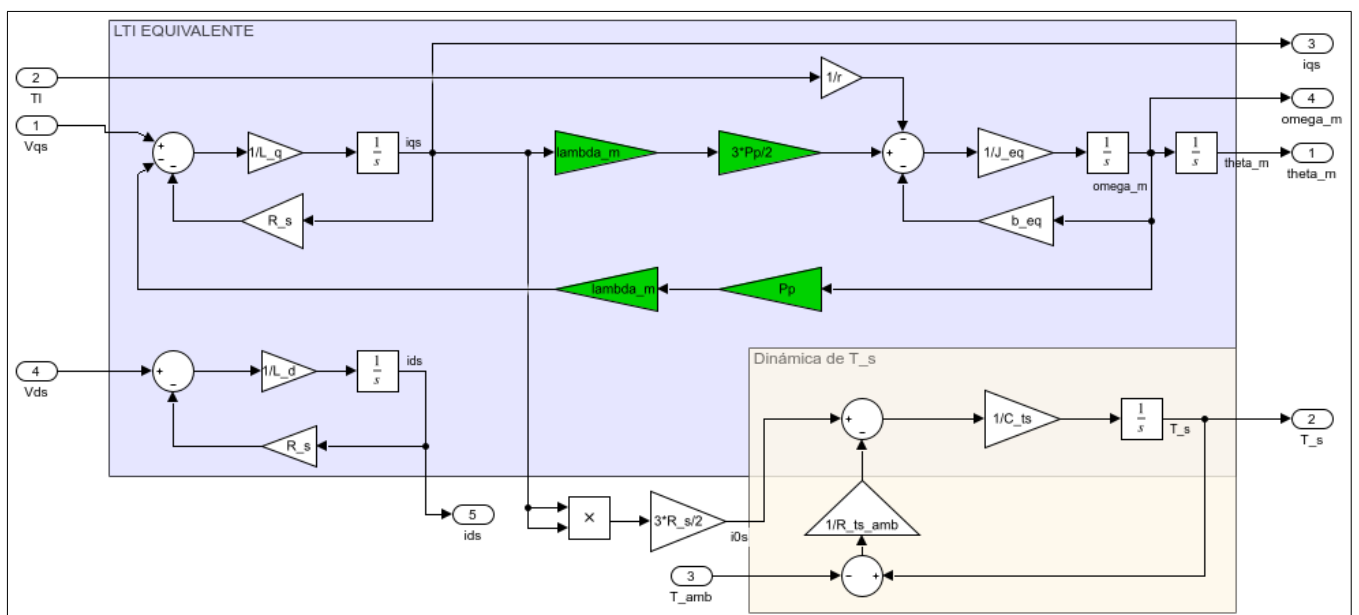 LTI EQUIVALENTE
3
iqs
2
Tl
1/r
4
omega_m
1
Vqs
+
−
−
1/L_q
1
s
iqs
lambda_m
3*Pp/2
+
−
−
1/J_eq
1
s
omega_m
1
s
theta_m
1
theta_m
R_s
b_eq
lambda_m
Pp
4
Vds
+
−
1/L_d
1
s
ids
R_s
5
ids
Dinámica de T_s
+
−
1/C_ts
1
s
T_s
2
T_s
×
3*R_s/2
i0s
1/R_ts_amb
3
T_amb
−
+